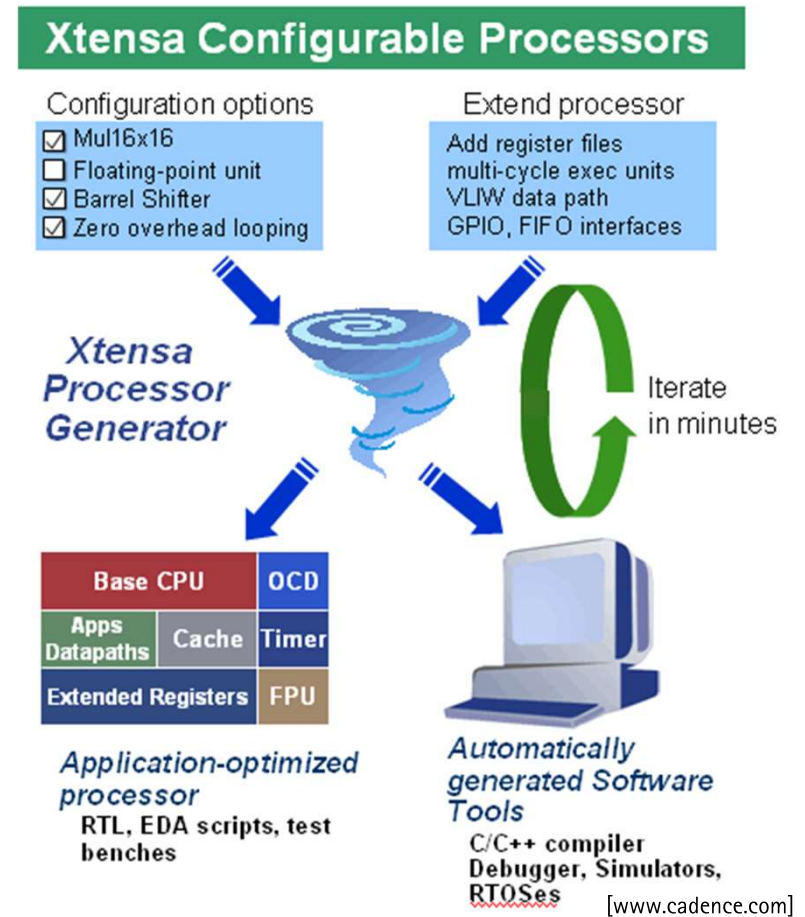 Xtensa Configurable Processors
Configuration options
Mul16x16
Floating-point unit
Barrel Shifter
Zero overhead looping
Extend processor
Add register files
multi-cycle exec units
VLIW data path
GPIO, FIFO interfaces
Xtensa
Processor
Generator
Iterate
in minutes
Base CPU
OCD
Apps
Datapaths
Cache
Timer
Extended Registers
FPU
Application-optimized
processor
RTL, EDA scripts, test
benches
Automatically
generated Software
Tools
C/C++ compiler
Debugger, Simulators,
RTOSes
[www.cadence.com]